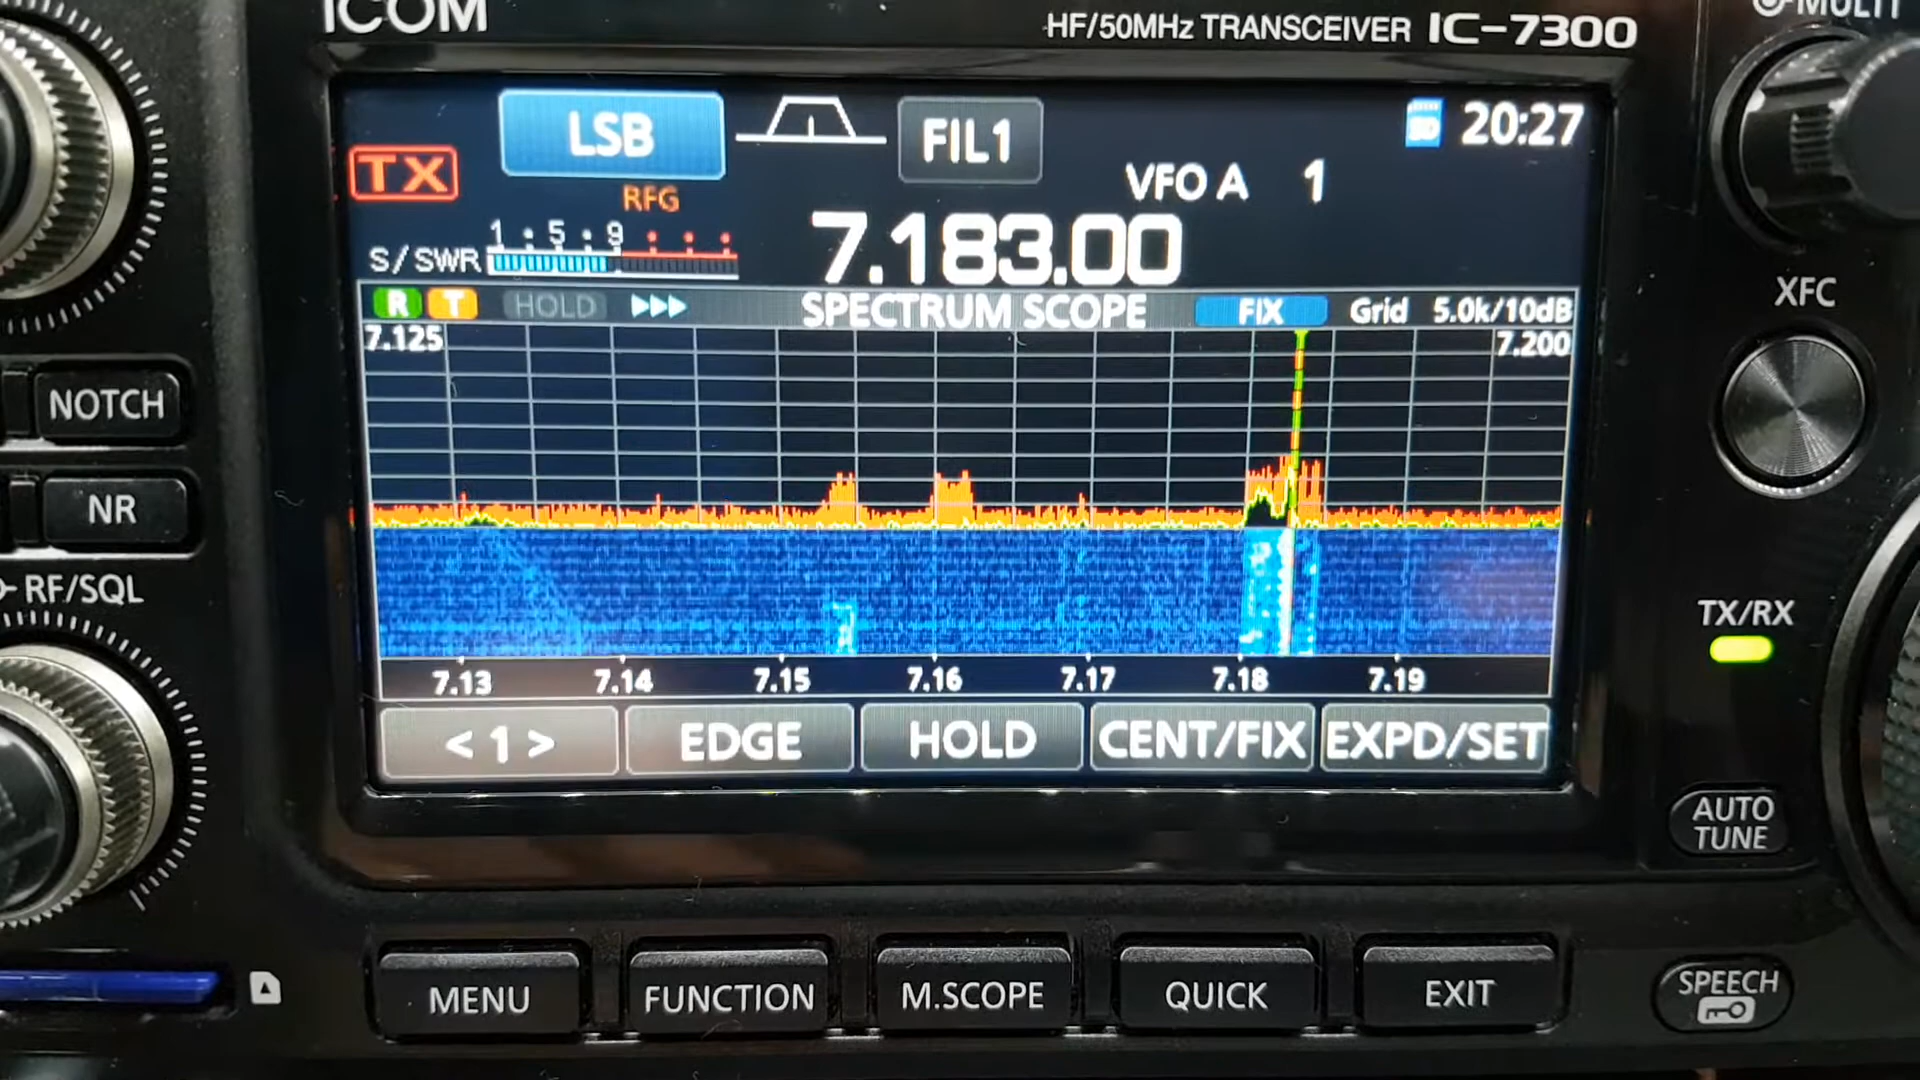 ICOM
HF/50MHz TRANSCEIVER IC-7300
MULTI
LSB
FIL1
SD
20:27
TX
RFG
VFO A 1
1 5 9
S/SWR
7.183.00
XFC
R T HOLD
SPECTRUM SCOPE
FIX
Grid 5.0k/10dB
7.125
7.200
NOTCH
NR
RF/SQL
TX/RX
7.13 7.14 7.15 7.16 7.17 7.18 7.19
< 1 >
EDGE
HOLD
CENT/FIX
EXPD/SET
AUTO
TUNE
MENU
FUNCTION
M.SCOPE
QUICK
EXIT
SPEECH